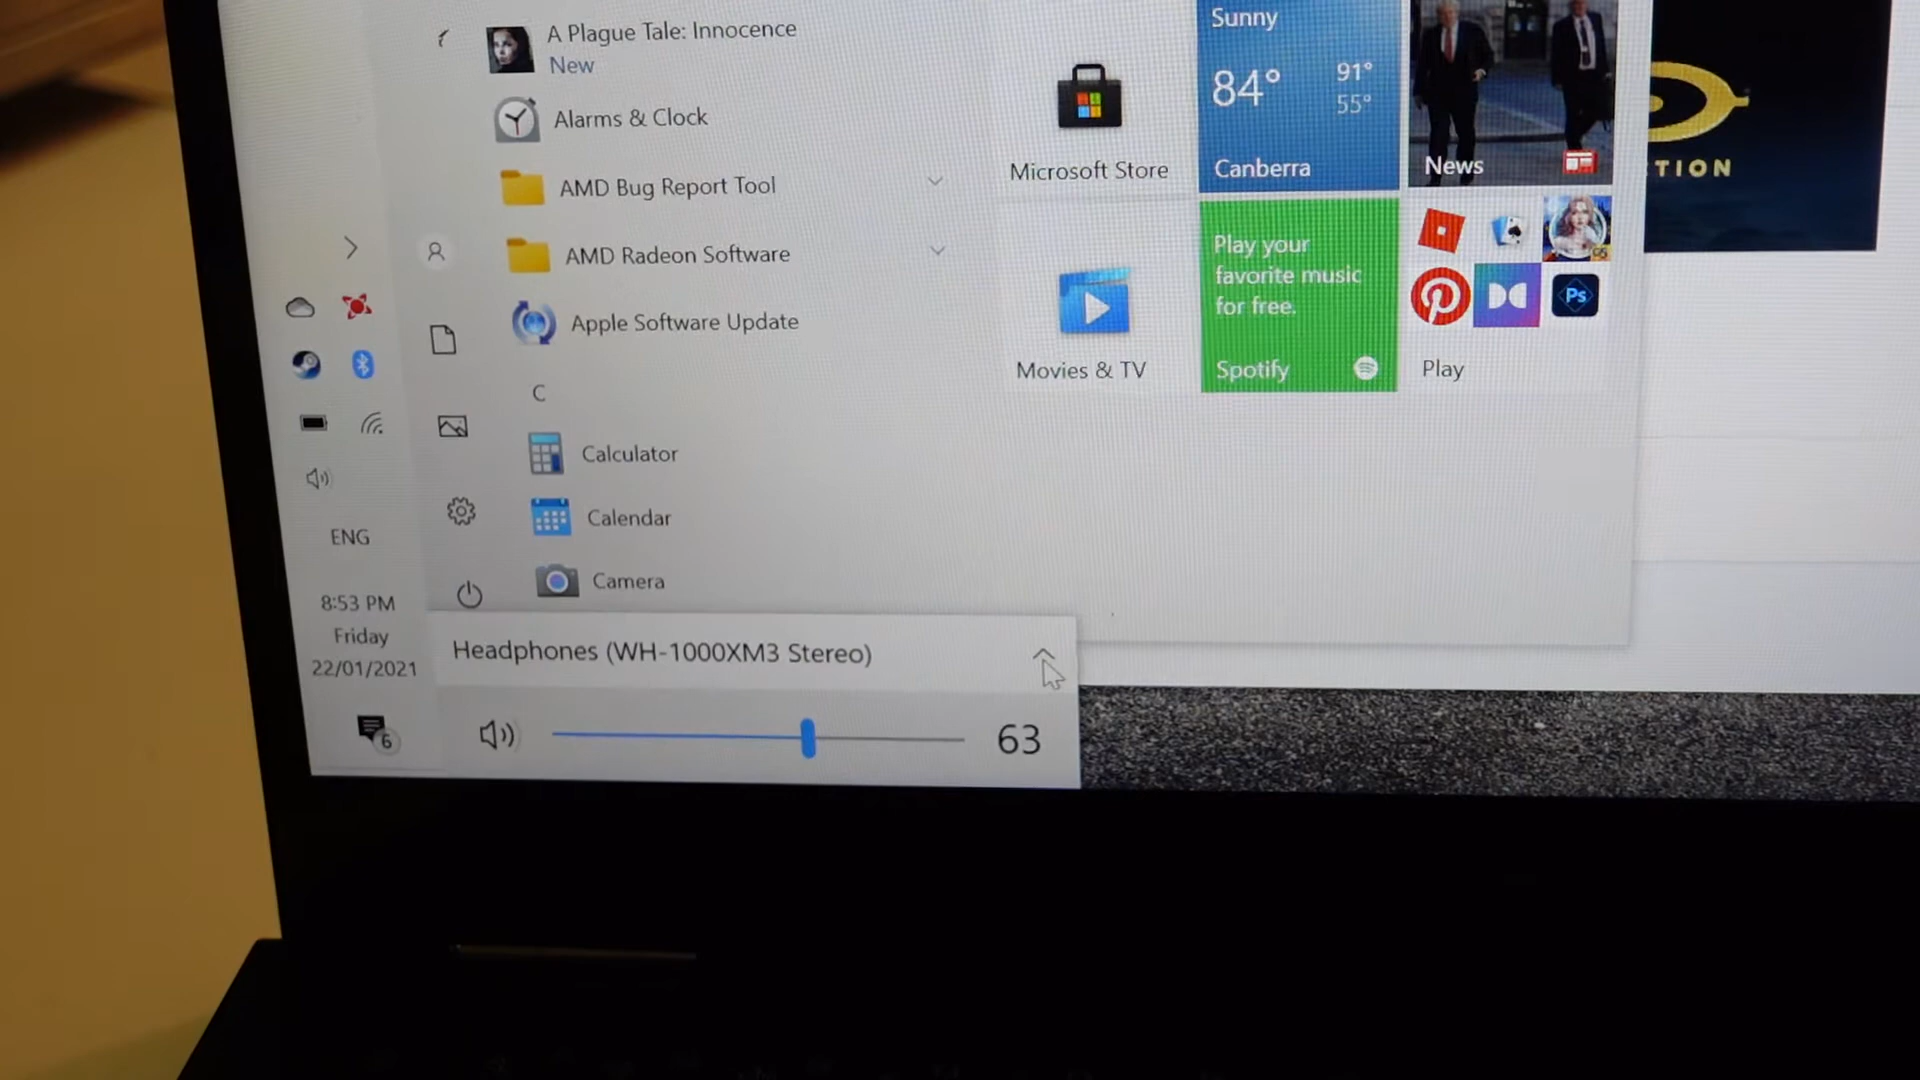 A Plague Tale: Innocence
New
Alarms & Clock
AMD Bug Report Tool
AMD Radeon Software
Apple Software Update
C
Calculator
Calendar
Camera
Microsoft Store
Sunny
84°
91°
55°
Canberra
News
TION
Movies & TV
Play your
favorite music
for free.
Spotify
Ps
Play
ENG
8:53 PM
Friday
22/01/2021
6
Headphones (WH-1000XM3 Stereo)
63